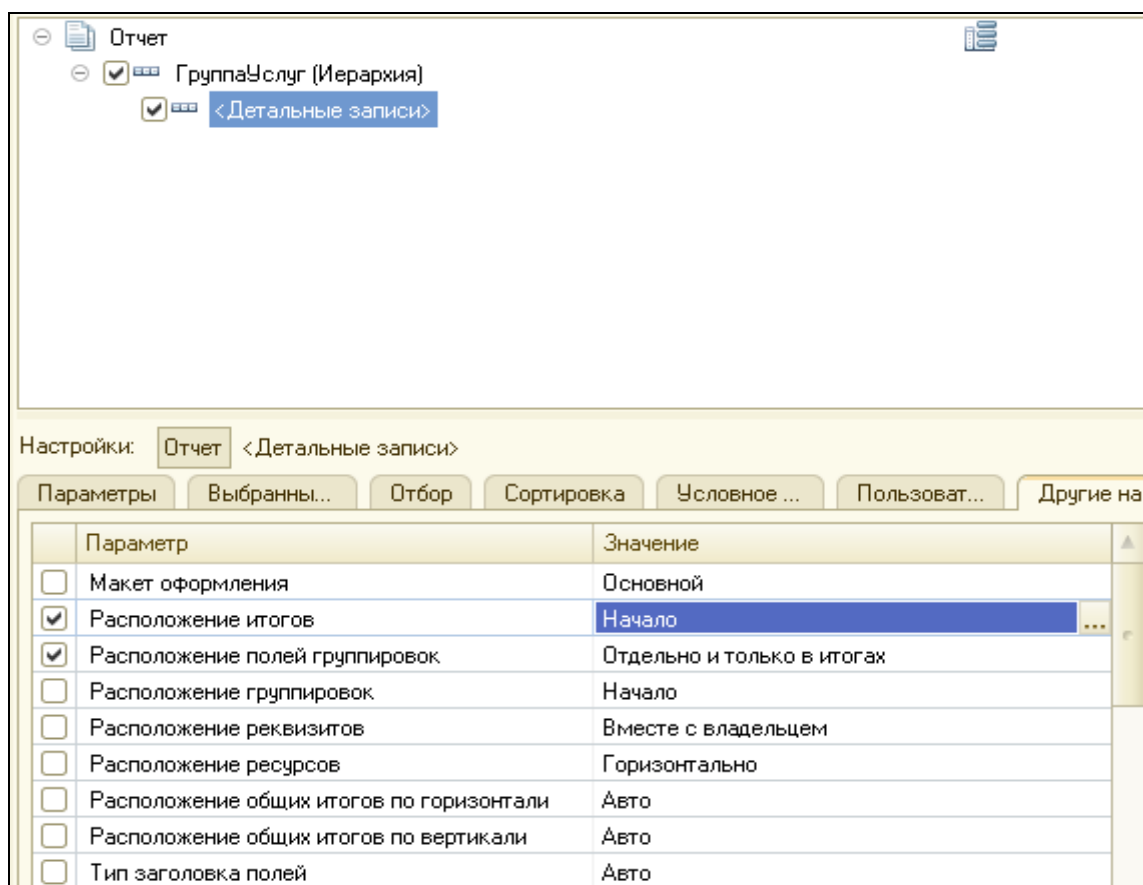 Отчет
ГруппаУслуг (Иерархия)
<Детальные записи>
Настройки: Отчет <Детальные записи>
Параметры Выбранны... Отбор Сортировка Условное ... Пользоват... Другие на
Параметр Значение
Макет оформления Основной
Расположение итогов Начало ...
Расположение полей группировок Отдельно и только в итогах
Расположение группировок Начало
Расположение реквизитов Вместе с владельцем
Расположение ресурсов Горизонтально
Расположение общих итогов по горизонтали Авто
Расположение общих итогов по вертикали Авто
Тип заголовка полей Авто